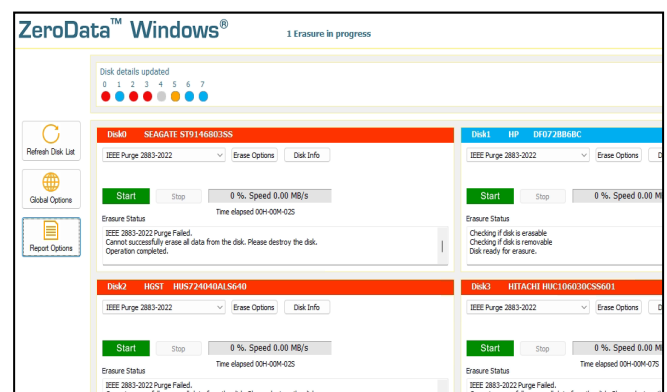 ZeroData™ Windows®
1 Erasure in progress
Disk details updated
0 1 2 3 4 5 6 7
Refresh Disk List
Global Options
Report Options
Disk0 SEAGATE ST9146803SS
IEEE Purge 2883-2022 Erase Options Disk Info
Start Stop 0 %. Speed 0.00 MB/s
Time elapsed 00H-00M-02S
Erasure Status
IEEE 2883-2022 Purge Failed.
Cannot successfully erase all data from the disk. Please destroy the disk.
Operation completed.
Disk1 HP DF072BB6BC
IEEE Purge 2883-2022 Erase Options D
Start Stop 0 %. Speed 0.00 M
Erasure Status
Checking if disk is erasable
Checking if disk is removable
Disk ready for erasure.
Disk2 HGST HUS724040ALS640
IEEE Purge 2883-2022 Erase Options Disk Info
Start Stop 0 %. Speed 0.00 MB/s
Time elapsed 00H-00M-02S
Erasure Status
IEEE 2883-2022 Purge Failed.
Disk3 HITACHI HUC106030CSS601
IEEE Purge 2883-2022 Erase Options D
Start Stop 0 %. Speed 0.00 M
Time elapsed 00H-00M-07S
Erasure Status
IEEE 2883-2022 Purge Failed.